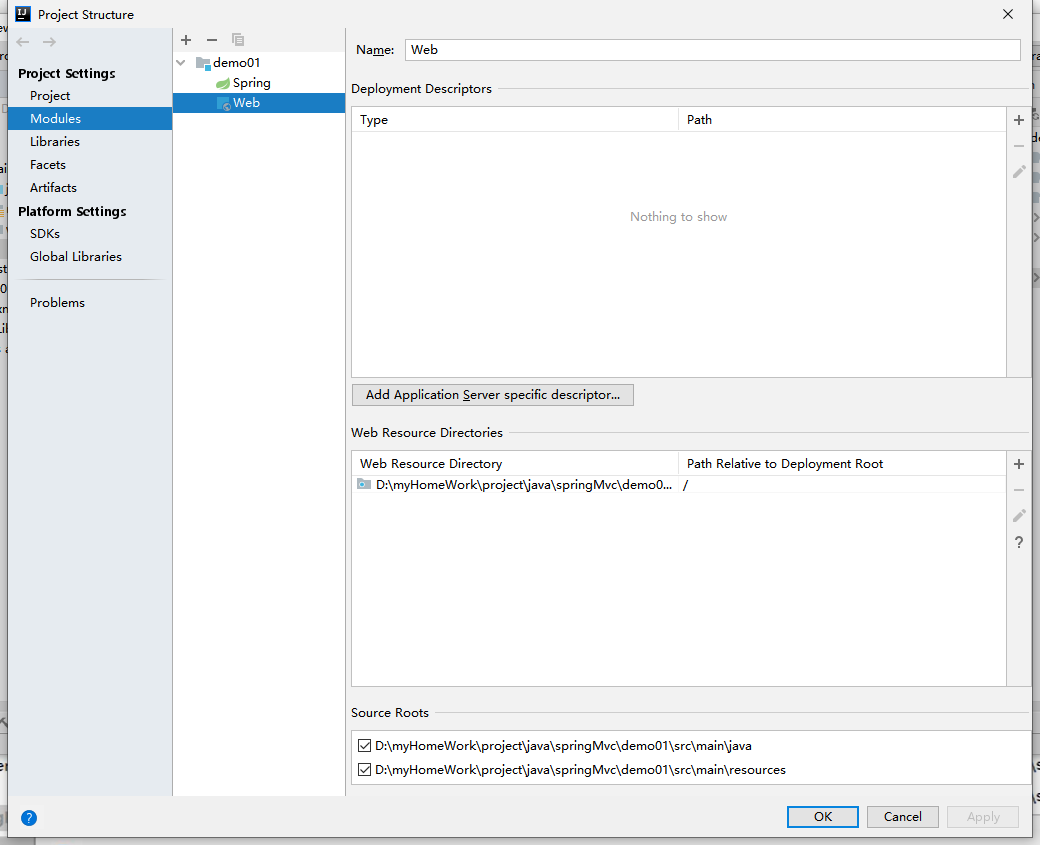 Project Structure
Project Settings
Project
Modules
Libraries
Facets
Artifacts
Platform Settings
SDKs
Global Libraries
Problems
demo01
Spring
Web
Name: Web
Deployment Descriptors
Type Path
Nothing to show
Add Application Server specific descriptor...
Web Resource Directories
Web Resource Directory Path Relative to Deployment Root
D:\myHomeWork\project\java\springMvc\demo0... /
?
Source Roots
D:\myHomeWork\project\java\springMvc\demo01\src\main\java
D:\myHomeWork\project\java\springMvc\demo01\src\main\resources
? OK Cancel Apply